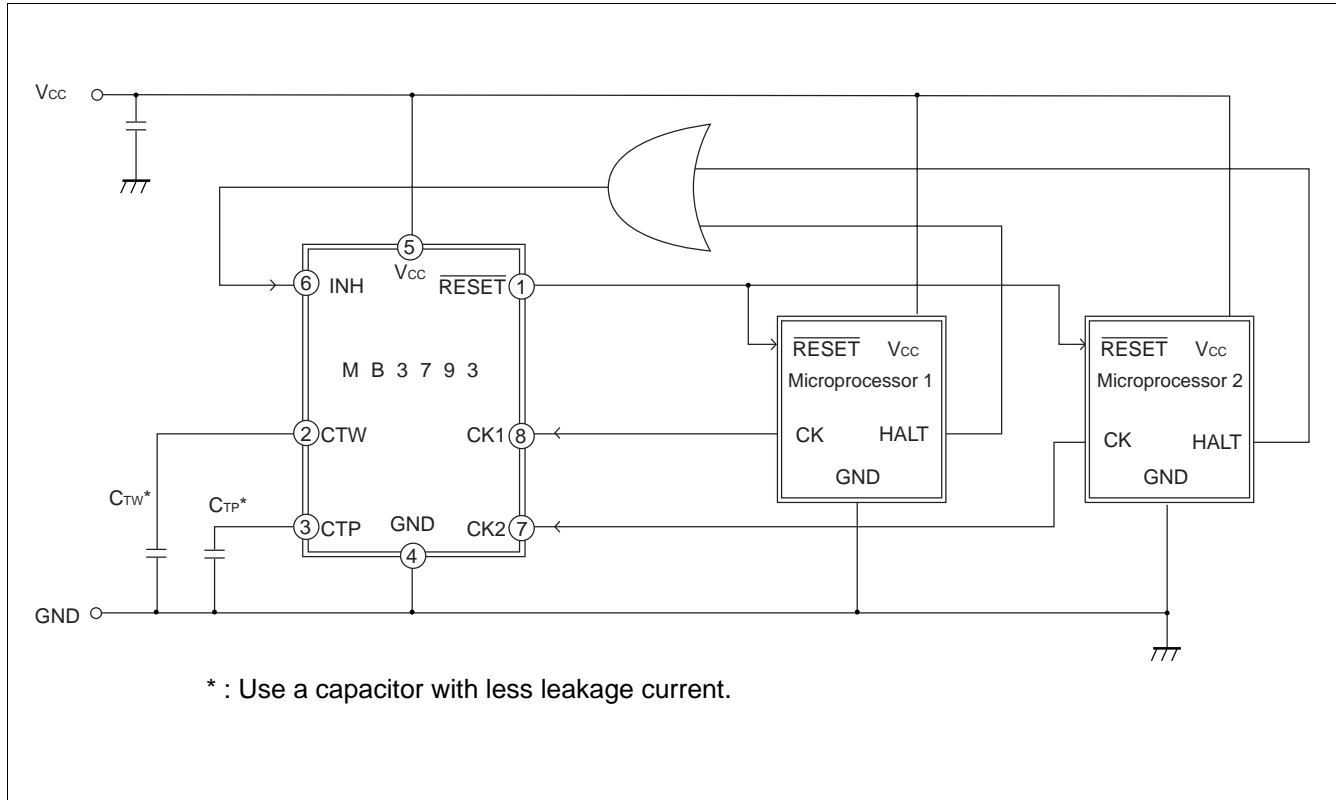 VCC
5
VCC
6 INH
RESET 1
M B 3 7 9 3
RESET VCC
Microprocessor 1
RESET VCC
Microprocessor 2
2 CTW
CK1 8
CK HALT
CK HALT
GND
GND
CTW*
CTP*
3 CTP
GND
CK2 7
4
GND
* : Use a capacitor with less leakage current.